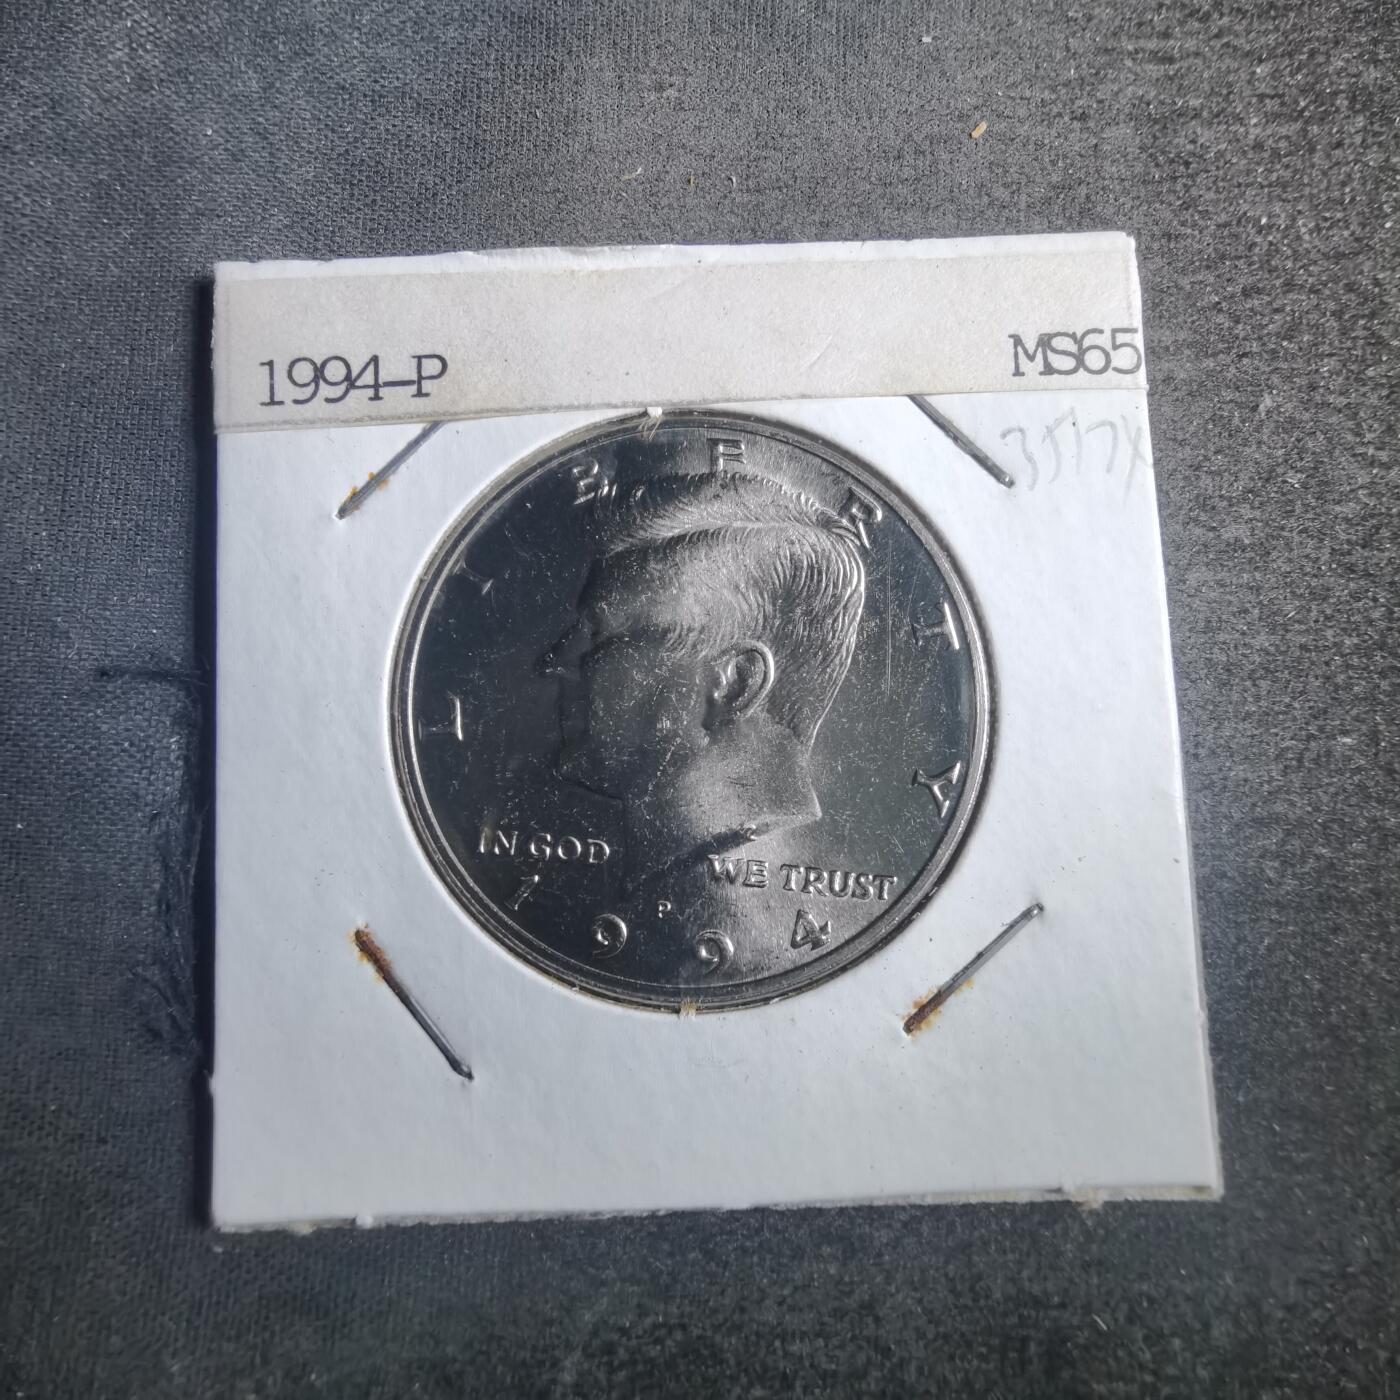 1994-P MS65
LIBERTY
IN GOD WE TRUST
P
1994